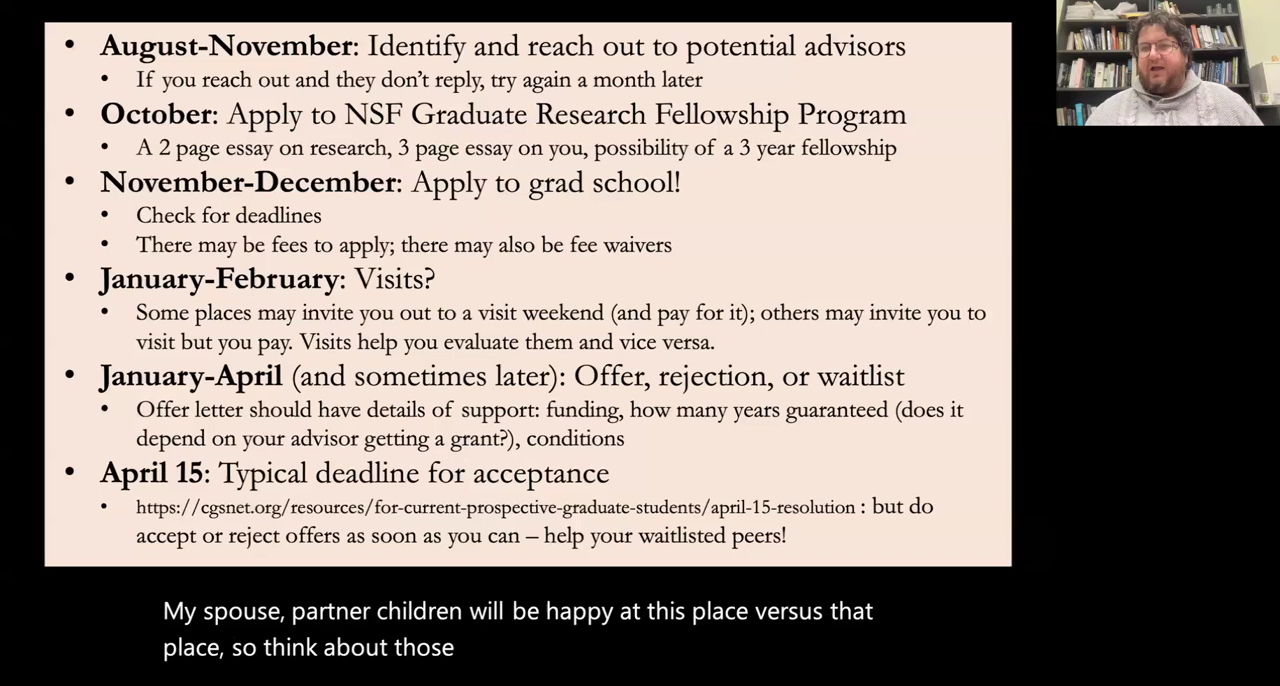 • August-November: Identify and reach out to potential advisors
• If you reach out and they don’t reply, try again a month later
• October: Apply to NSF Graduate Research Fellowship Program
• A 2 page essay on research, 3 page essay on you, possibility of a 3 year fellowship
• November-December: Apply to grad school!
• Check for deadlines
• There may be fees to apply; there may also be fee waivers
• January-February: Visits?
• Some places may invite you out to a visit weekend (and pay for it); others may invite you to
visit but you pay. Visits help you evaluate them and vice versa.
• January-April (and sometimes later): Offer, rejection, or waitlist
• Offer letter should have details of support: funding, how many years guaranteed (does it
depend on your advisor getting a grant?), conditions
• April 15: Typical deadline for acceptance
• https://cgsnet.org/resources/for-current-prospective-graduate-students/april-15-resolution : but do
accept or reject offers as soon as you can – help your waitlisted peers!
My spouse, partner children will be happy at this place versus that
place, so think about those